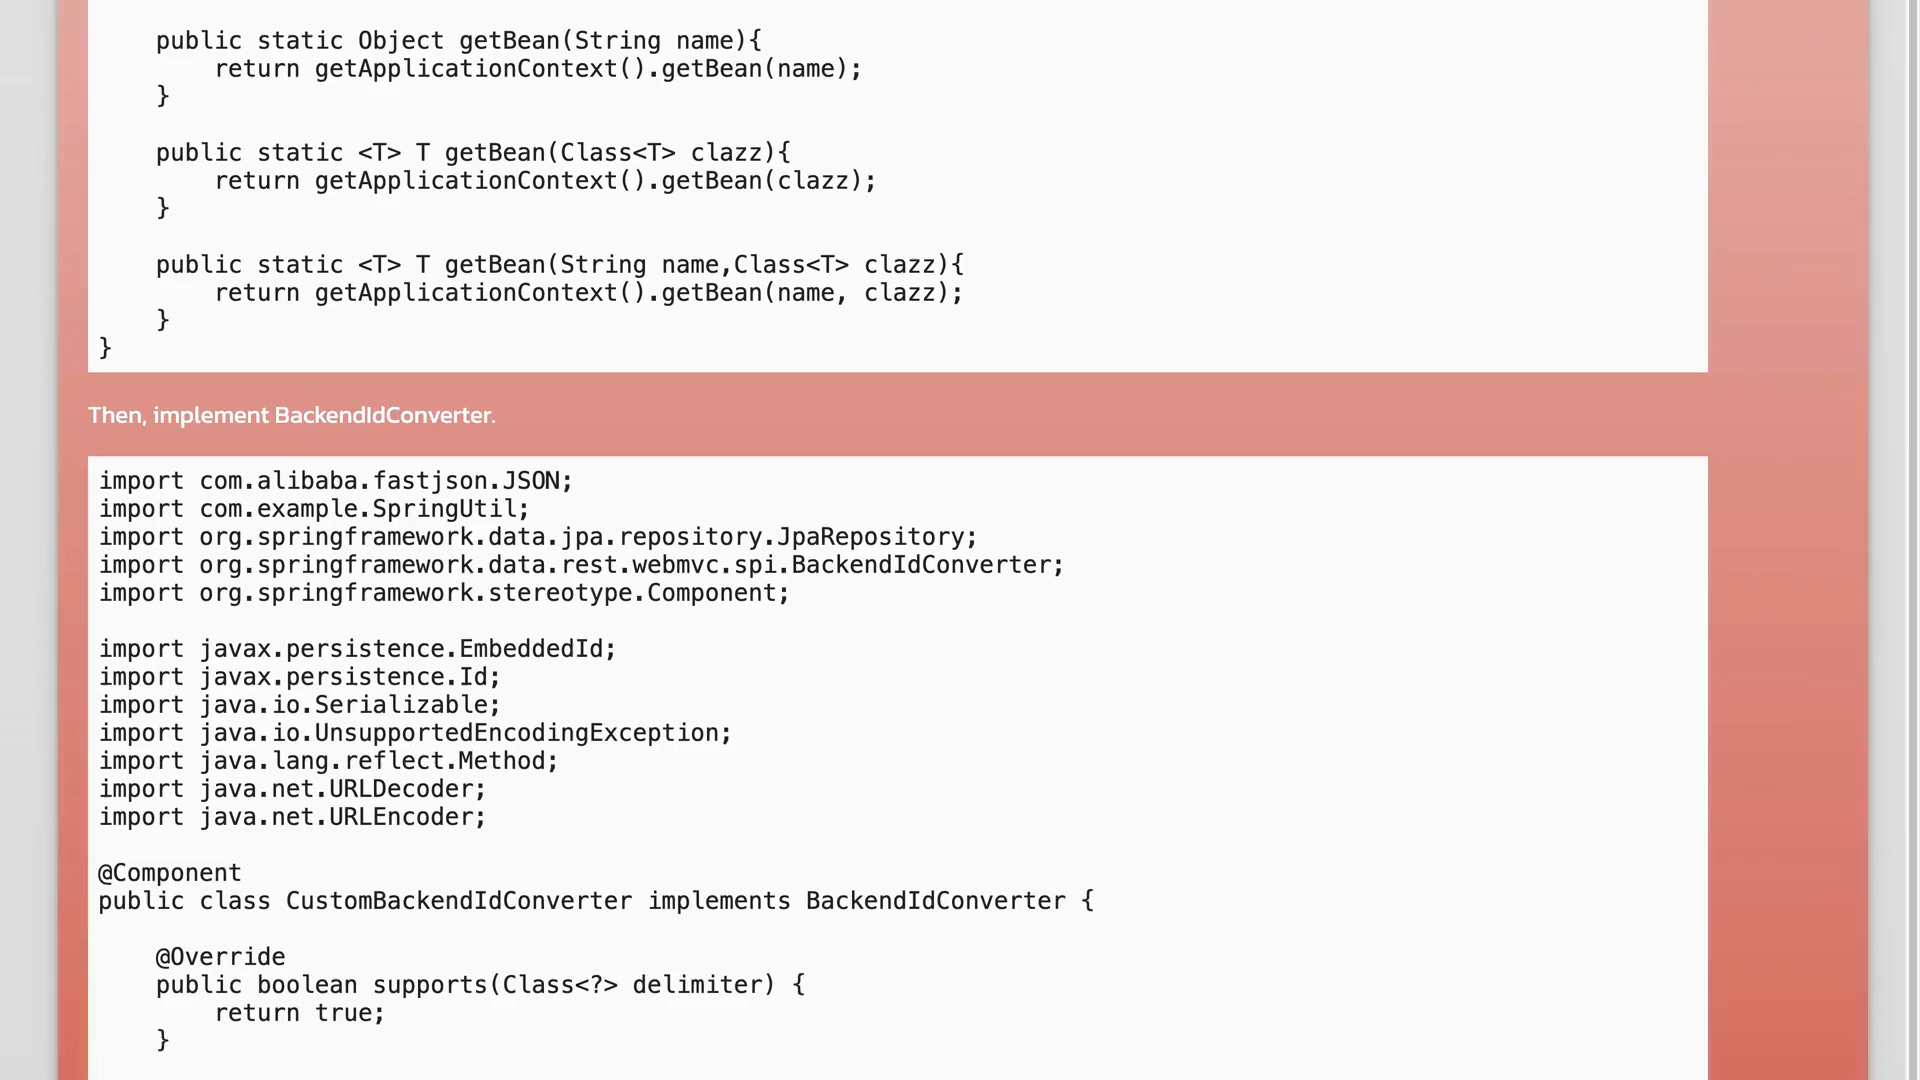 public static Object getBean(String name){
return getApplicationContext().getBean(name);
}
public static <T> T getBean(Class<T> clazz){
return getApplicationContext().getBean(clazz);
}
public static <T> T getBean(String name,Class<T> clazz){
return getApplicationContext().getBean(name, clazz);
}
}
Then, implement BackendIdConverter.
import com.alibaba.fastjson.JSON;
import com.example.SpringUtil;
import org.springframework.data.jpa.repository.JpaRepository;
import org.springframework.data.rest.webmvc.spi.BackendIdConverter;
import org.springframework.stereotype.Component;
import javax.persistence.EmbeddedId;
import javax.persistence.Id;
import java.io.Serializable;
import java.io.UnsupportedEncodingException;
import java.lang.reflect.Method;
import java.net.URLDecoder;
import java.net.URLEncoder;
@Component
public class CustomBackendIdConverter implements BackendIdConverter {
@Override
public boolean supports(Class<?> delimiter) {
return true;
}